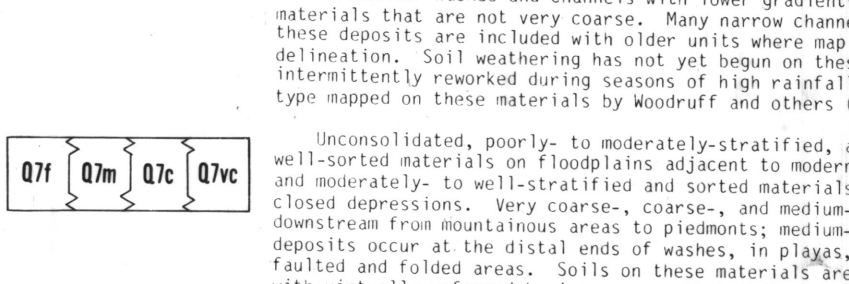 materials that are not very coarse. Many narrow
these deposits are included with older units where map
delineation. Soil weathering has not yet begun on
intermittently reworked during seasons of high
type mapped on these materials by Woodruff and others
Q7f Q7m Q7c Q7vc
Unconsolidated, poorly- to moderately-stratified,
well-sorted materials on floodplains adjacent to
and moderately- to well-stratified and sorted materials
closed depressions. Very coarse-, coarse-, and medium-
downstream from mountainous areas to piedmonts; medium-
deposits occur at the distal ends of washes, in playas,
faulted and folded areas. Soils on these materials are